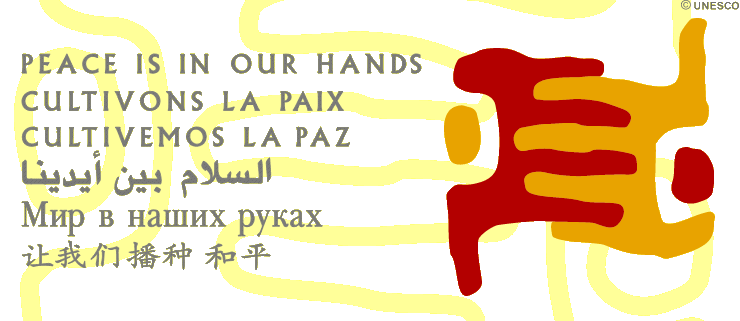 © UNESCO
PEACE IS IN OUR HANDS
CULTIVONS LA PAIX
CULTIVEMOS LA PAZ
السلام بين أيدينا
Мир в наших руках
让我们播种 和平